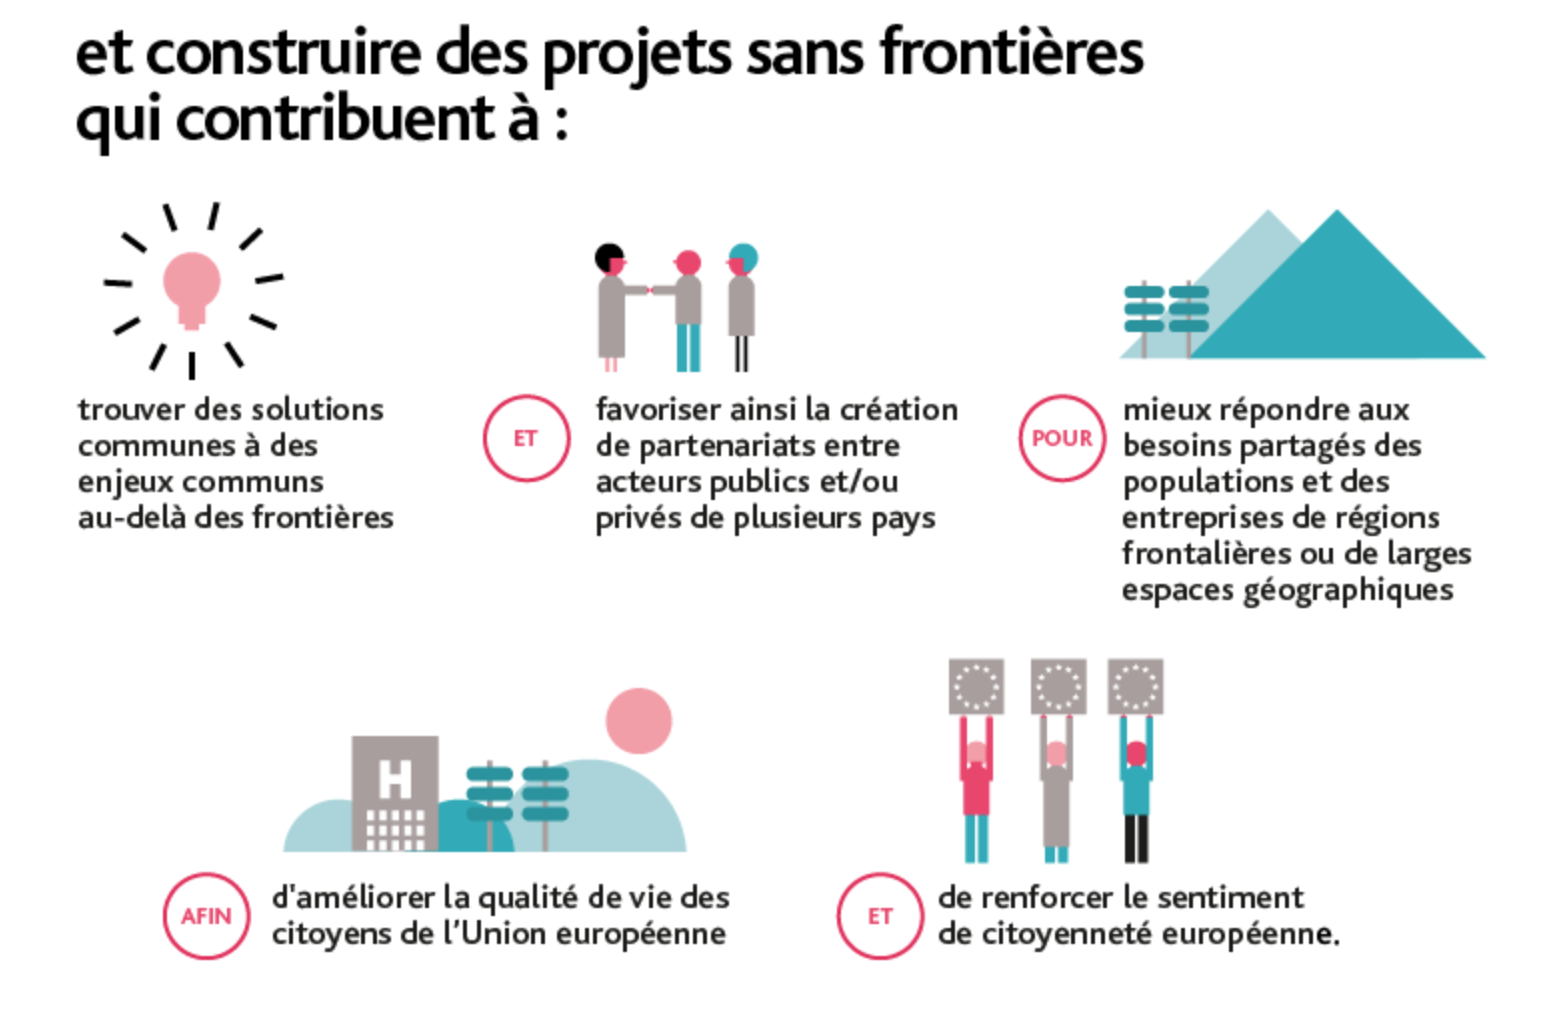 et construire des projets sans frontières
qui contribuent à :
trouver des solutions
communes à des
enjeux communs
au-delà des frontières
ET
favoriser ainsi la création
de partenariats entre
acteurs publics et/ou
privés de plusieurs pays
POUR
mieux répondre aux
besoins partagés des
populations et des
entreprises de régions
frontalières ou de larges
espaces géographiques
H
AFIN
d'améliorer la qualité de vie des
citoyens de l’Union européenne
ET
de renforcer le sentiment
de citoyenneté européenne.